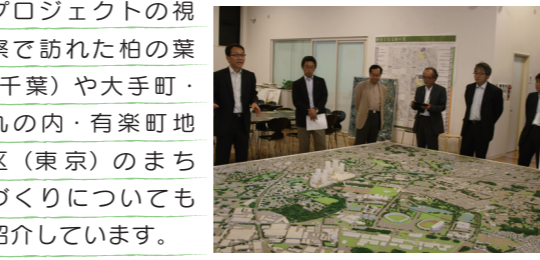 プロジェクトの視
察で訪れた柏の葉
千葉）や大手町・
丸の内・有楽町地
区（東京）のまち
づくりについても
紹介しています。